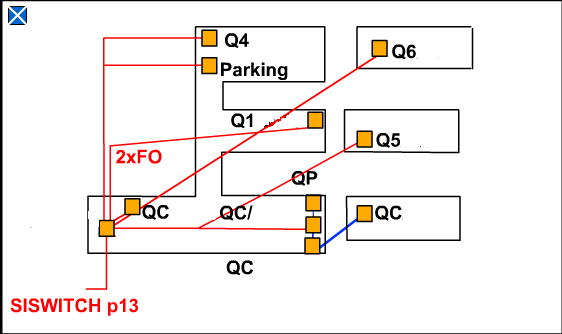 Q4
Q6
Parking
Q1
Q5
2xFO
QP
QC
QC/
QC
QC
SISWITCH p13